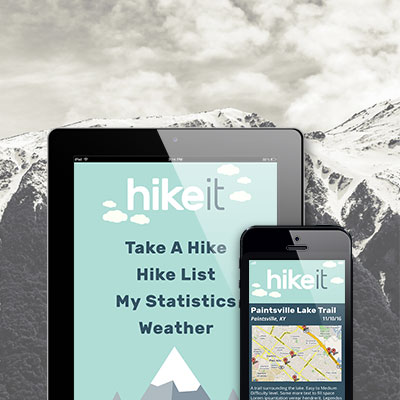 iPad
hikeit
Take A Hike
Hike List
My Statistics
Weather
hikeit
Paintsville Lake Trail
Paintsville, KY 11/10/16
A trail surrounding the lake. Easy to Medium
Difficulty level. Some more text to fill space